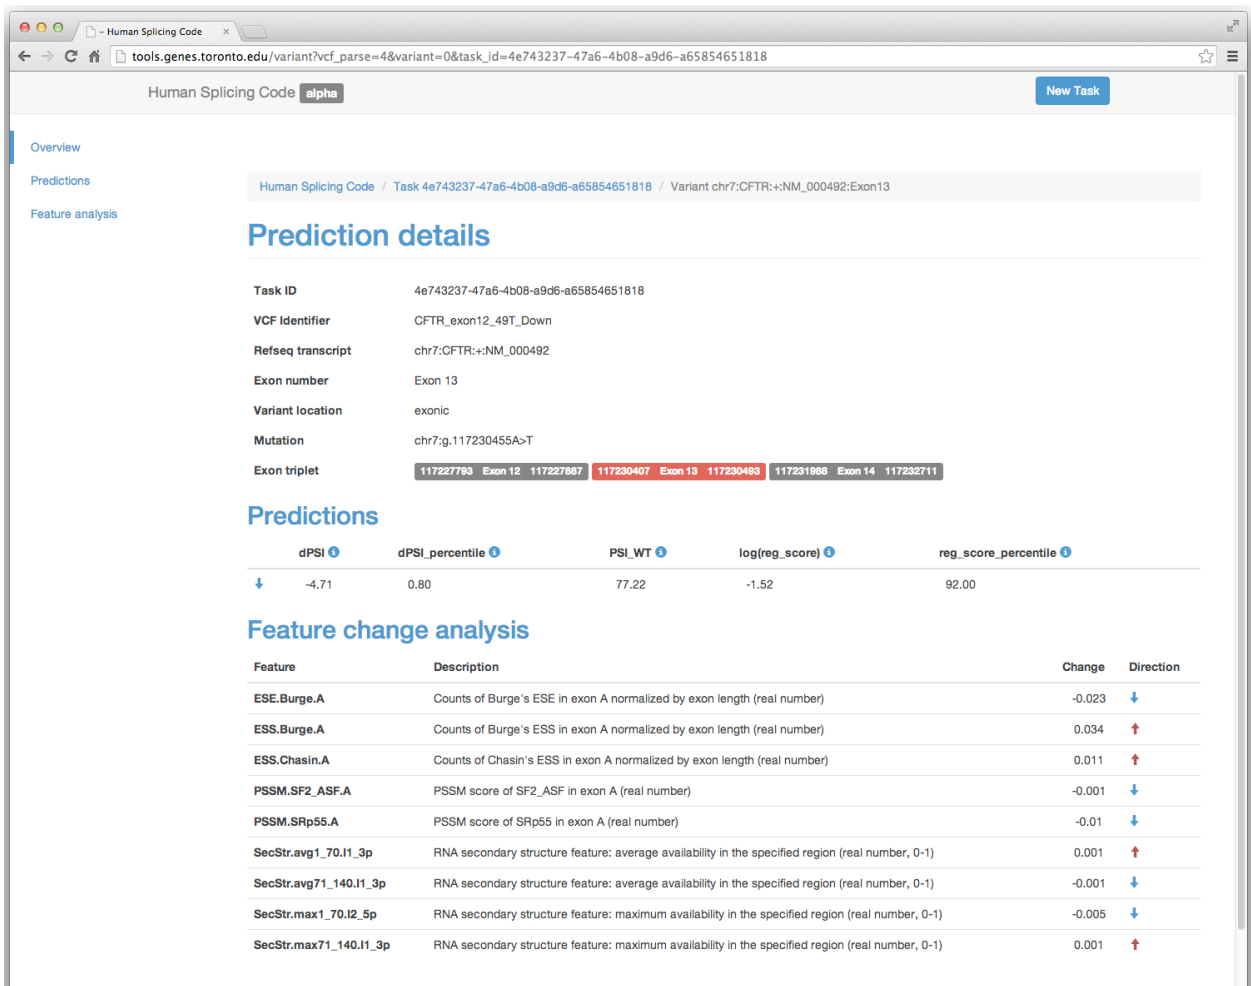 – Human Splicing Code ×
tools.genes.toronto.edu/variant?vcf_parse=4&variant=0&task_id=4e743237-47a6-4b08-a9d6-a65854651818
Human Splicing Code alpha New Task
Overview
Predictions
Feature analysis
Human Splicing Code / Task 4e743237-47a6-4b08-a9d6-a65854651818 / Variant chr7:CFTR:+:NM_000492:Exon13
Prediction details
Task ID 4e743237-47a6-4b08-a9d6-a65854651818
VCF Identifier CFTR_exon12_49T_Down
Refseq transcript chr7:CFTR:+:NM_000492
Exon number Exon 13
Variant location exonic
Mutation chr7:g.117230455A>T
Exon triplet 117227793 Exon 12 117227887 117230407 Exon 13 117230493 117231988 Exon 14 117232711
Predictions
dPSI dPSI_percentile PSI_WT log(reg_score) reg_score_percentile
-4.71 0.80 77.22 -1.52 92.00
Feature change analysis
Feature Description Change Direction
ESE.Burge.A Counts of Burge's ESE in exon A normalized by exon length (real number) -0.023
ESS.Burge.A Counts of Burge's ESS in exon A normalized by exon length (real number) 0.034
ESS.Chasin.A Counts of Chasin's ESS in exon A normalized by exon length (real number) 0.011
PSSM.SF2_ASF.A PSSM score of SF2_ASF in exon A (real number) -0.001
PSSM.SRp55.A PSSM score of SRp55 in exon A (real number) -0.01
SecStr.avg1_70.I1_3p RNA secondary structure feature: average availability in the specified region (real number, 0-1) 0.001
SecStr.avg71_140.I1_3p RNA secondary structure feature: average availability in the specified region (real number, 0-1) -0.001
SecStr.max1_70.I2_5p RNA secondary structure feature: maximum availability in the specified region (real number, 0-1) -0.005
SecStr.max71_140.I1_3p RNA secondary structure feature: maximum availability in the specified region (real number, 0-1) 0.001